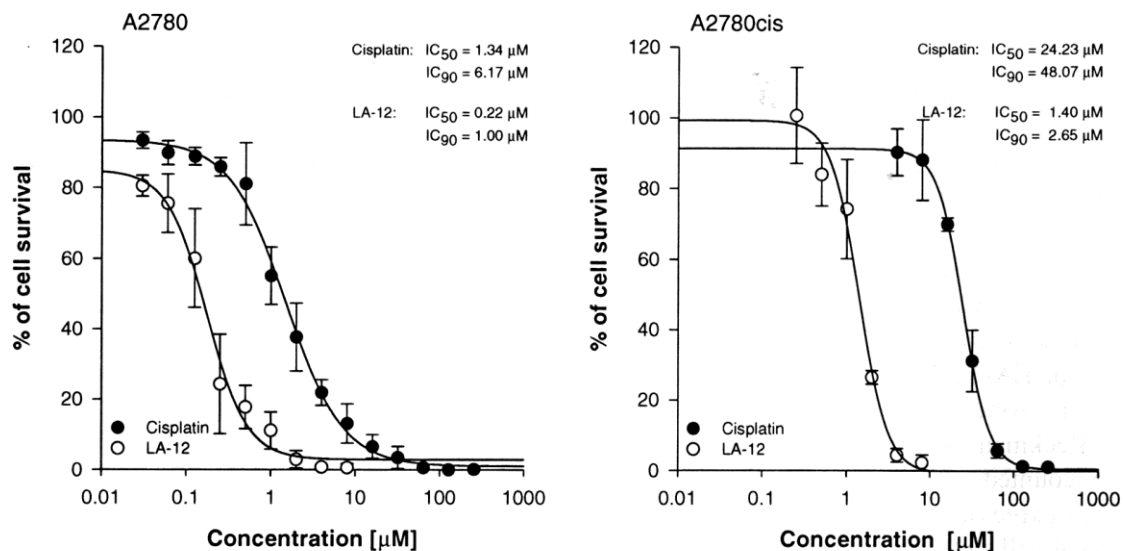 A2780
120
100
80
60
40
20
0
% of cell survival
Cisplatin: IC50 = 1.34 µM
IC90 = 6.17 µM
LA-12: IC50 = 0.22 µM
IC90 = 1.00 µM
Cisplatin
LA-12
0.01 0.1 1 10 100 1000
Concentration [µM]
A2780cis
120
100
80
60
40
20
0
% of cell survival
Cisplatin: IC50 = 24.23 µM
IC90 = 48.07 µM
LA-12: IC50 = 1.40 µM
IC90 = 2.65 µM
Cisplatin
LA-12
0.01 0.1 1 10 100 1000
Concentration [µM]